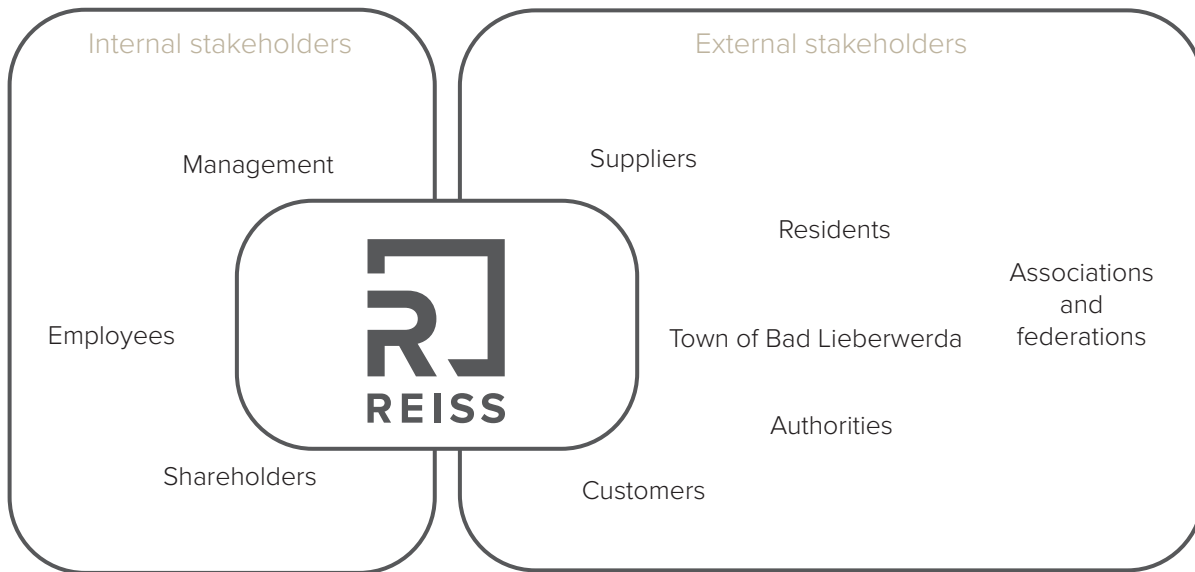 Internal stakeholders
Management
Employees
Shareholders
R
REISS
External stakeholders
Suppliers
Residents
Associations
and
federations
Town of Bad Lieberwerda
Authorities
Customers